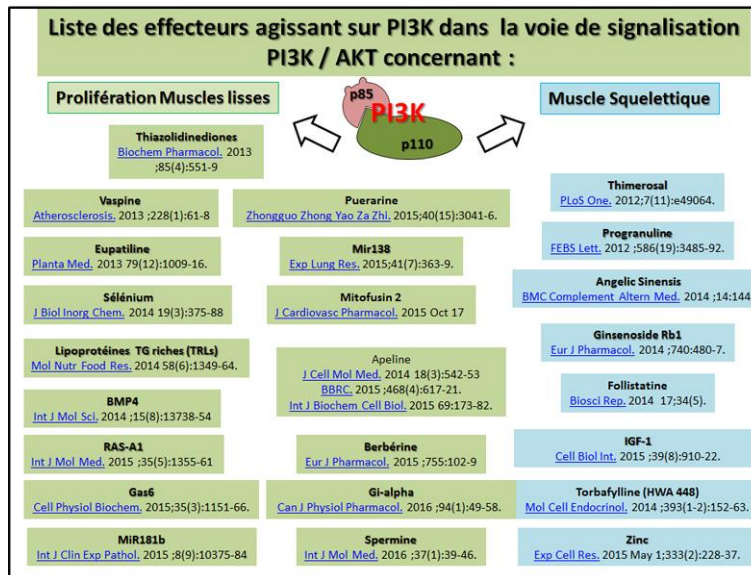 Liste des effecteurs agissant sur PI3K dans la voie de signalisation
PI3K / AKT concernant :
Prolifération Muscles lisses
p85
PI3K
p110
Muscle Squelettique
Thiazolidinediones
Biochem Pharmacol. 2013
;85(4):551-9
Vaspine
Atherosclerosis. 2013 ;228(1):61-8
Eupatiline
Planta Med. 2013 79(12):1009-16.
Sélénium
J Biol Inorg Chem. 2014 19(3):375-88
Lipoprotéines TG riches (TRLs)
Mol Nutr Food Res. 2014 58(6):1349-64.
BMP4
Int J Mol Sci. 2014 ;15(8):13738-54
RAS-A1
Int J Mol Med. 2015 ;35(5):1355-61
Gas6
Cell Physiol Biochem. 2015;35(3):1151-66.
MiR181b
Int J Clin Exp Pathol. 2015 ;8(9):10375-84
Puerarine
Zhongguo Zhong Yao Za Zhi. 2015;40(15):3041-6.
Mir138
Exp Lung Res. 2015;41(7):363-9.
Mitofusin 2
J Cardiovasc Pharmacol. 2015 Oct 17
Apeline
J Cell Mol Med. 2014 18(3):542-53
BBRC. 2015 ;468(4):617-21.
Int J Biochem Cell Biol. 2015 69:173-82.
Berbérine
Eur J Pharmacol. 2015 ;755:102-9
Gi-alpha
Can J Physiol Pharmacol. 2016 ;94(1):49-58.
Spermine
Int J Mol Med. 2016 ;37(1):39-46.
Thimerosal
PLoS One. 2012;7(11):e49064.
Progranuline
FEBS Lett. 2012 ;586(19):3485-92.
Angelic Sinensis
BMC Complement Altern Med. 2014 ;14:144
Ginsenoside Rb1
Eur J Pharmacol. 2014 ;740:480-7.
Follistatine
Biosci Rep. 2014 17;34(5).
IGF-1
Cell Biol Int. 2015 ;39(8):910-22.
Torbafylline (HWA 448)
Mol Cell Endocrinol. 2014 ;393(1-2):152-63.
Zinc
Exp Cell Res. 2015 May 1;333(2):228-37.